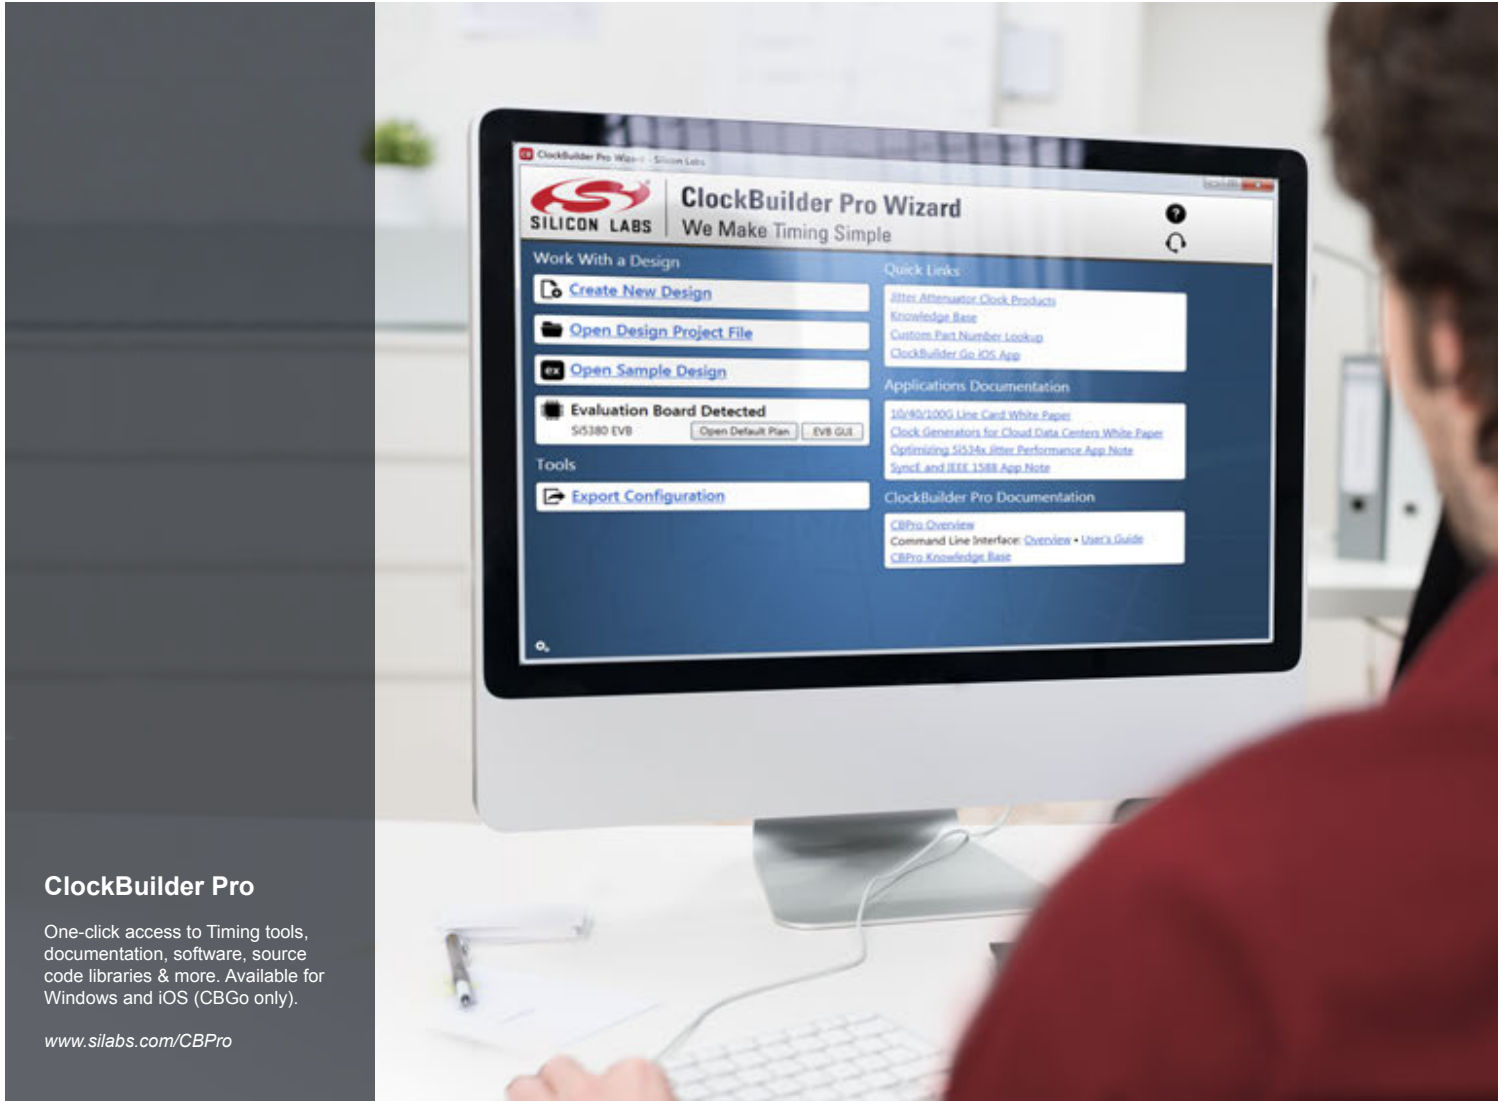 ClockBuilder Pro Wizard - Silicon Labs
SILICON LABS
ClockBuilder Pro Wizard
We Make Timing Simple
?
Work With a Design
Create New Design
Open Design Project File
ex Open Sample Design
Evaluation Board Detected
Si5380 EVB Open Default Plan EVB GUI
Tools
Export Configuration
Quick Links
Jitter Attenuator Clock Products
Knowledge Base
Custom Part Number Lookup
ClockBuilder Go iOS App
Applications Documentation
10/40/100G Line Card White Paper
Clock Generators for Cloud Data Centers White Paper
Optimizing Si534x Jitter Performance App Note
SyncE and IEEE 1588 App Note
ClockBuilder Pro Documentation
CBPro Overview
Command Line Interface: Overview • User's Guide
CBPro Knowledge Base
ClockBuilder Pro
One-click access to Timing tools,
documentation, software, source
code libraries & more. Available for
Windows and iOS (CBGo only).
www.silabs.com/CBPro